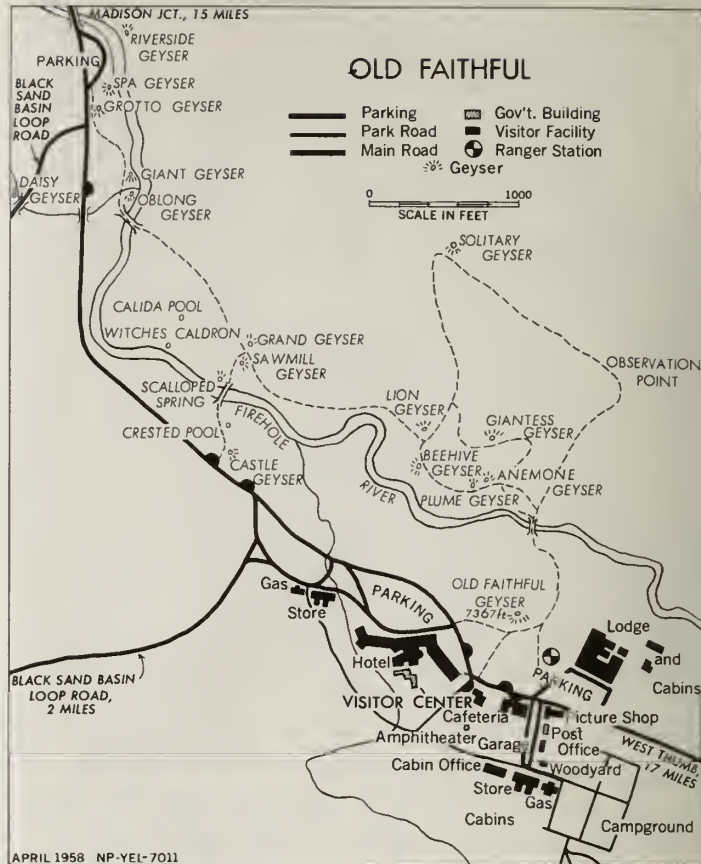 MADISON JCT., 15 MILES
RIVERSIDE
GEYSER
PARKING
BLACK
SAND
BASIN
LOOP
ROAD
SPA GEYSER
GROTTO GEYSER
DAISY
GEYSER
GIANT GEYSER
OBLONG
GEYSER
OLD FAITHFUL
Parking
Park Road
Main Road
Gov't. Building
Visitor Facility
Ranger Station
Geyser
0 1000
SCALE IN FEET
SOLITARY
GEYSER
CALIDA POOL
WITCHES CALDRON
GRAND GEYSER
SAWMILL
GEYSER
OBSERVATION
POINT
SCALLOPED
SPRING
LION
GEYSER
GIANTESS
GEYSER
FIREHOLE
CRESTED POOL
CASTLE
GEYSER
BEEHIVE
GEYSER
ANEMONE
GEYSER
RIVER
PLUME GEYSER
Gas
Store
PARKING
OLD FAITHFUL
GEYSER
7367ft
Lodge
and
Cabins
Hotel
PARKING
BLACK SAND BASIN
LOOP ROAD,
2 MILES
VISITOR CENTER
Cafeteria
Picture Shop
Amphitheater
Garage
Post
Office
WEST THUMB,
17 MILES
Cabin Office
Woodyard
Store
Gas
Cabins
Campground
APRIL 1958 NP-YEL-7011